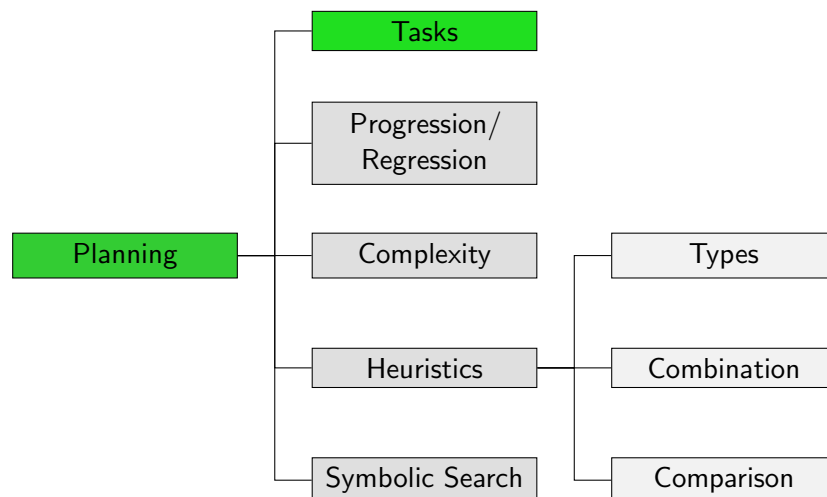 Tasks
Progression/
Regression
Planning
Complexity
Types
Heuristics
Combination
Symbolic Search
Comparison